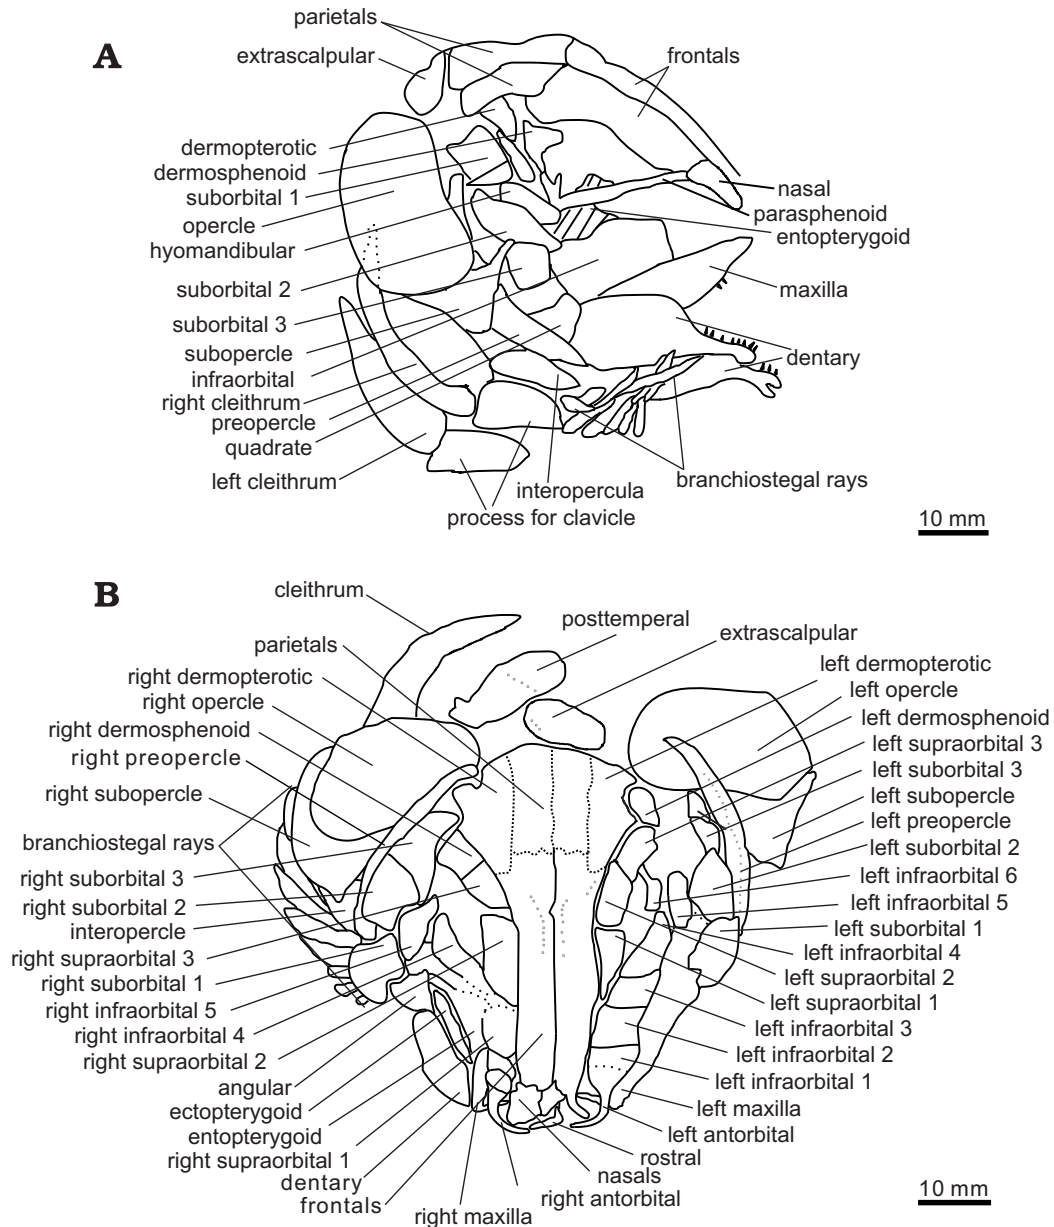 A
parietals
extrascalpular
frontals
dermopterotic
dermosphenoid
suborbital 1
opercle
hyomandibular
suborbital 2
suborbital 3
subopercle
infraorbital
right cleithrum
preopercle
quadrate
left cleithrum
nasal
parasphenoid
entopterygoid
maxilla
dentary
branchiostegal rays
interopercula
process for clavicle
10 mm
B
cleithrum
posttemperal
extrascalpular
parietals
right dermopterotic
right opercle
right dermosphenoid
right preopercle
right subopercle
branchiostegal rays
right suborbital 3
right suborbital 2
interopercle
right supraorbital 3
right suborbital 1
right infraorbital 5
right infraorbital 4
right supraorbital 2
angular
ectopterygoid
entopterygoid
right supraorbital 1
dentary
frontals
right maxilla
left dermopterotic
left opercle
left dermosphenoid
left supraorbital 3
left suborbital 3
left subopercle
left preopercle
left suborbital 2
left infraorbital 6
left infraorbital 5
left suborbital 1
left infraorbital 4
left supraorbital 2
left supraorbital 1
left infraorbital 3
left infraorbital 2
left infraorbital 1
left maxilla
left antorbital
rostral
nasals
right antorbital
10 mm